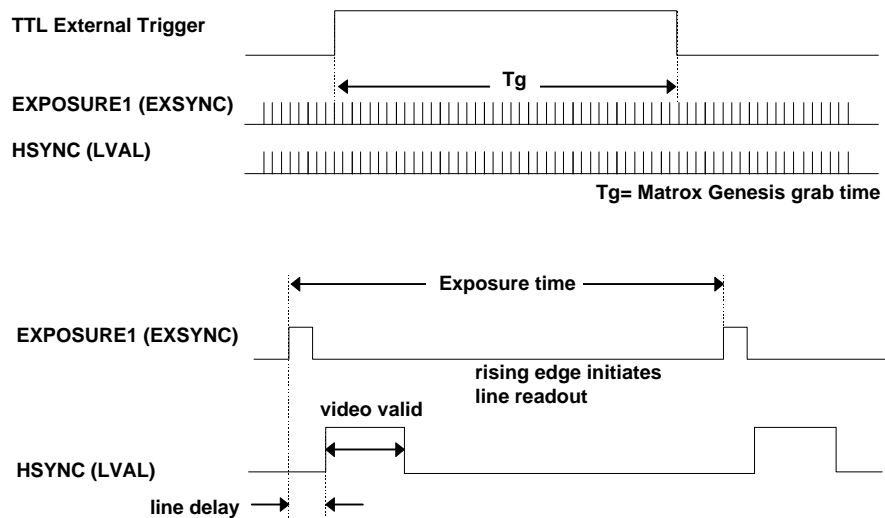 TTL External Trigger
Tg
EXPOSURE1 (EXSYNC)
HSYNC (LVAL)
Tg= Matrox Genesis grab time
Exposure time
EXPOSURE1 (EXSYNC)
rising edge initiates
line readout
video valid
HSYNC (LVAL)
line delay